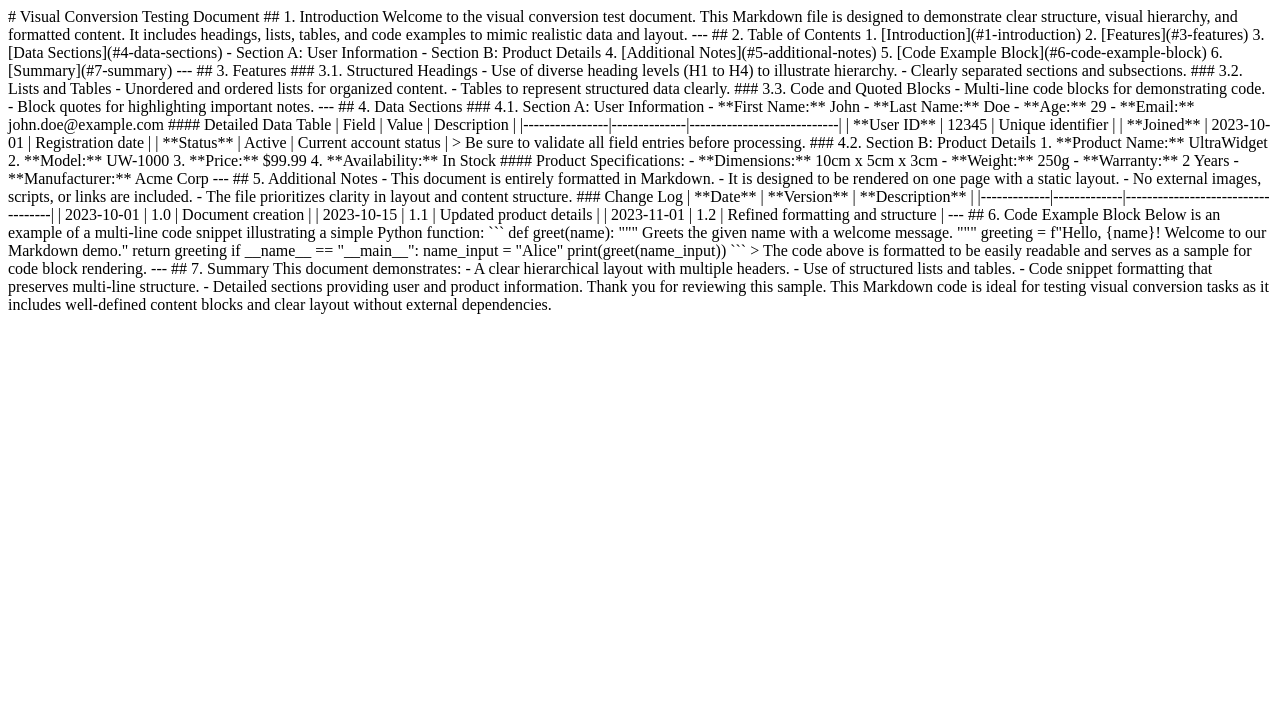 # Visual Conversion Testing Document ## 1. Introduction Welcome to the visual conversion test document. This Markdown file is designed to demonstrate clear structure, visual hierarchy, and
formatted content. It includes headings, lists, tables, and code examples to mimic realistic data and layout. --- ## 2. Table of Contents 1. [Introduction](#1-introduction) 2. [Features](#3-features) 3.
[Data Sections](#4-data-sections) - Section A: User Information - Section B: Product Details 4. [Additional Notes](#5-additional-notes) 5. [Code Example Block](#6-code-example-block) 6.
[Summary](#7-summary) --- ## 3. Features ### 3.1. Structured Headings - Use of diverse heading levels (H1 to H4) to illustrate hierarchy. - Clearly separated sections and subsections. ### 3.2.
Lists and Tables - Unordered and ordered lists for organized content. - Tables to represent structured data clearly. ### 3.3. Code and Quoted Blocks - Multi-line code blocks for demonstrating code.
- Block quotes for highlighting important notes. --- ## 4. Data Sections ### 4.1. Section A: User Information - **First Name:** John - **Last Name:** Doe - **Age:** 29 - **Email:**
john.doe@example.com #### Detailed Data Table | Field | Value | Description | |----------------|--------------|----------------------------| | **User ID** | 12345 | Unique identifier | | **Joined** | 2023-10-
01 | Registration date | | **Status** | Active | Current account status | > Be sure to validate all field entries before processing. ### 4.2. Section B: Product Details 1. **Product Name:** UltraWidget
2. **Model:** UW-1000 3. **Price:** $99.99 4. **Availability:** In Stock #### Product Specifications: - **Dimensions:** 10cm x 5cm x 3cm - **Weight:** 250g - **Warranty:** 2 Years -
**Manufacturer:** Acme Corp --- ## 5. Additional Notes - This document is entirely formatted in Markdown. - It is designed to be rendered on one page with a static layout. - No external images,
scripts, or links are included. - The file prioritizes clarity in layout and content structure. ### Change Log | **Date** | **Version** | **Description** | |-------------|-------------|---------------------------
--------| | 2023-10-01 | 1.0 | Document creation | | 2023-10-15 | 1.1 | Updated product details | | 2023-11-01 | 1.2 | Refined formatting and structure | --- ## 6. Code Example Block Below is an
example of a multi-line code snippet illustrating a simple Python function: ``` def greet(name): """ Greets the given name with a welcome message. """ greeting = f"Hello, {name}! Welcome to our
Markdown demo." return greeting if __name__ == "__main__": name_input = "Alice" print(greet(name_input)) ``` > The code above is formatted to be easily readable and serves as a sample for
code block rendering. --- ## 7. Summary This document demonstrates: - A clear hierarchical layout with multiple headers. - Use of structured lists and tables. - Code snippet formatting that
preserves multi-line structure. - Detailed sections providing user and product information. Thank you for reviewing this sample. This Markdown code is ideal for testing visual conversion tasks as it
includes well-defined content blocks and clear layout without external dependencies.